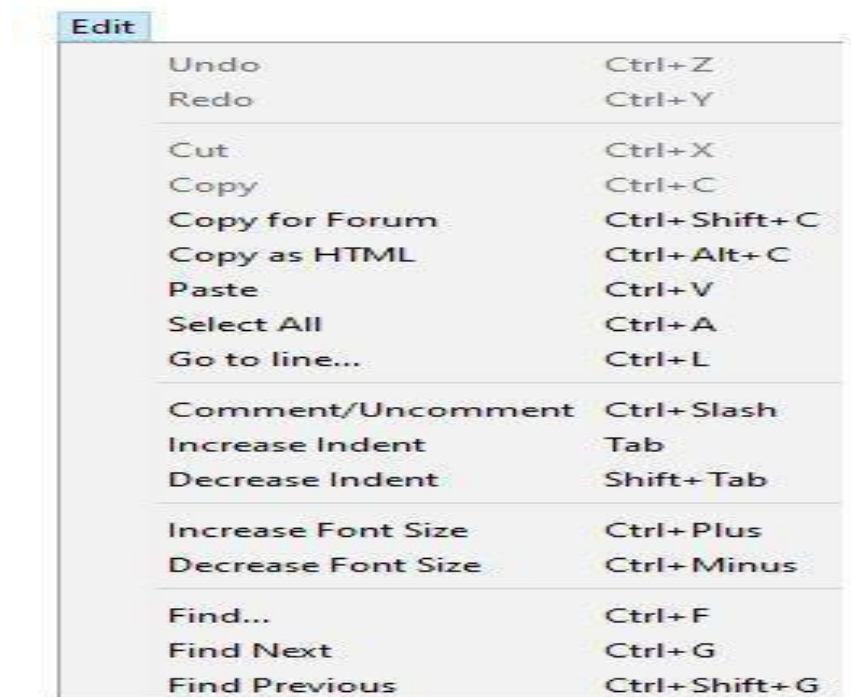 Edit
Undo Ctrl+Z
Redo Ctrl+Y
Cut Ctrl+X
Copy Ctrl+C
Copy for Forum Ctrl+Shift+C
Copy as HTML Ctrl+Alt+C
Paste Ctrl+V
Select All Ctrl+A
Go to line... Ctrl+L
Comment/Uncomment Ctrl+Slash
Increase Indent Tab
Decrease Indent Shift+Tab
Increase Font Size Ctrl+Plus
Decrease Font Size Ctrl+Minus
Find... Ctrl+F
Find Next Ctrl+G
Find Previous Ctrl+Shift+G